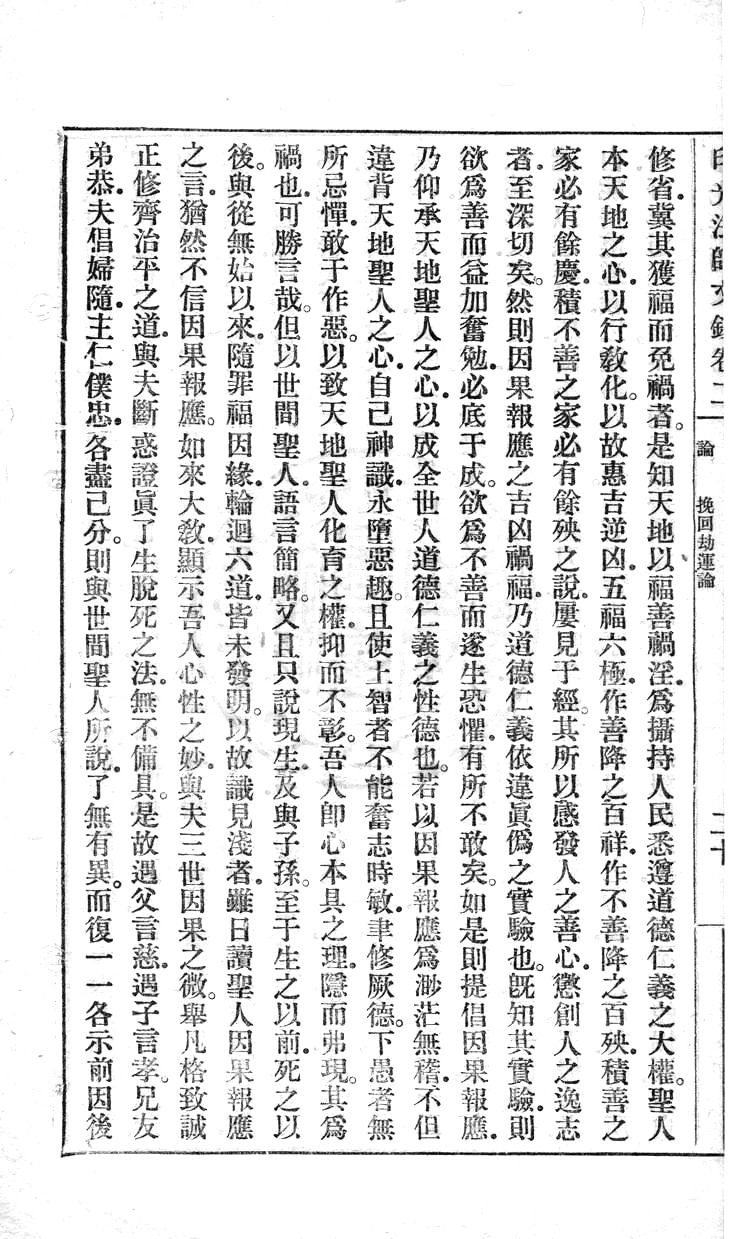 印光法師文鈔卷二 論 挽回劫運論 二十
修省。冀其獲福而免禍者。是知天地以福善禍淫。爲攝持人民悉遵道德仁義之大權。聖人
本天地之心。以行敎化。以故惠吉逆凶。五福六極。作善降之百祥。作不善降之百殃。積善之
家必有餘慶。積不善之家必有餘殃之說。屢見于經。其所以感發人之善心。懲創人之逸志
者。至深切矣。然則因果報應之吉凶禍福。乃道德仁義依違眞僞之實驗也。旣知其實驗。則
欲爲善而益加奮勉。必底于成。欲爲不善而遂生恐懼。有所不敢矣。如是則提倡因果報應。
乃仰承天地聖人之心。以成全世人道德仁義之性德也。若以因果報應爲渺茫無稽。不但
違背天地聖人之心。自己神識。永墮惡趣。且使上智者不能奮志時敏。聿修厥德。下愚者無
所忌憚。敢于作惡。以致天地聖人化育之權。抑而不彰。吾人卽心本具之理。隱而弗現。其爲
禍也。可勝言哉。但以世間聖人。語言簡略。又且只說現生。及與子孫。至于生之以前。死之以
後。與從無始以來。隨罪福因緣。輪迴六道。皆未發明。以故識見淺者。雖日讀聖人因果報應
之言。猶然不信因果報應。如來大敎。顯示吾人心性之妙。與夫三世因果之微。舉凡格致誠
正修齊治平之道。與夫斷惑證眞了生脫死之法。無不備具。是故遇父言慈。遇子言孝。兄友
弟恭。夫倡婦隨。主仁僕忠。各盡己分。則與世間聖人所說。了無有異。而復一一各示前因後